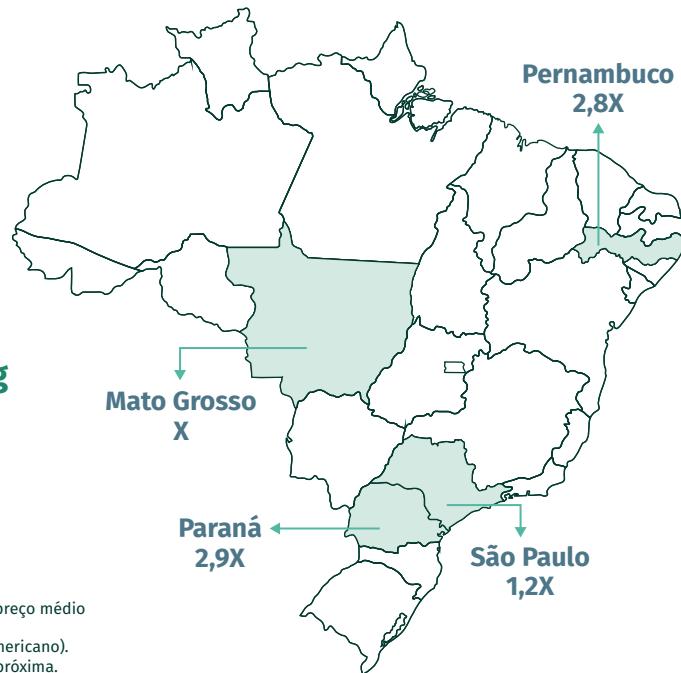 Pernambuco
2,8X
g
Mato Grosso
X
Paraná
2,9X
São Paulo
1,2X
preço médio
mericano).
próxima.